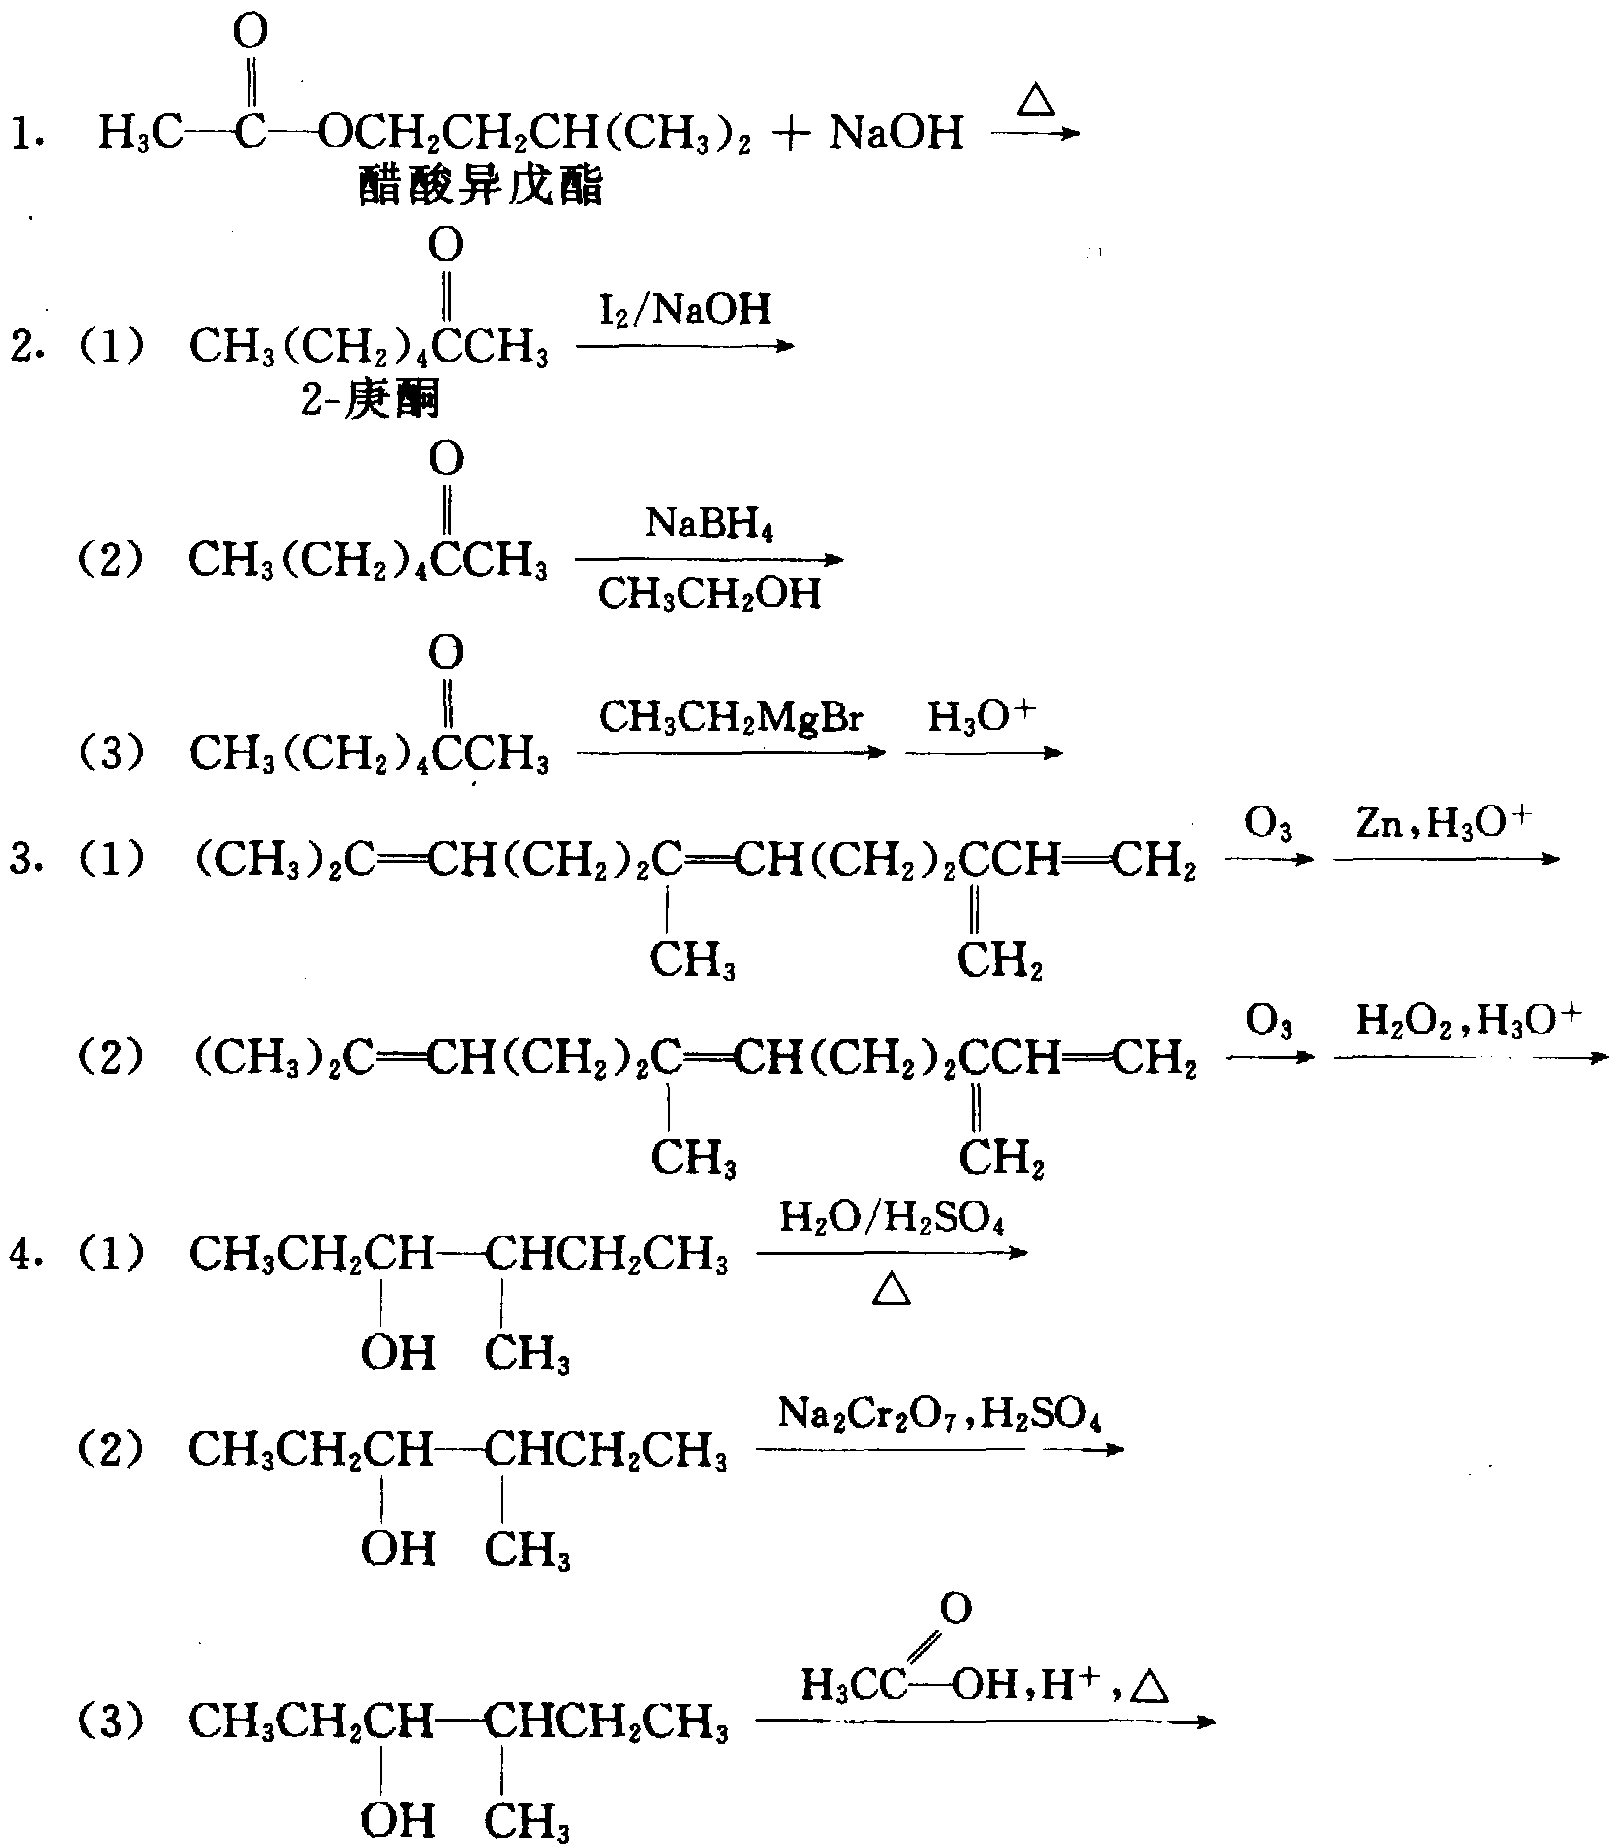 O
1. H₃C—C—OCH₂CH₂CH(CH₃)₂ + NaOH △
醋酸异戊酯
O
2. (1) CH₃(CH₂)₄CCH₃ I₂/NaOH
2-庚酮
O
(2) CH₃(CH₂)₄CCH₃ NaBH₄
CH₃CH₂OH
O
(3) CH₃(CH₂)₄CCH₃ CH₃CH₂MgBr H₃O⁺
3. (1) (CH₃)₂C=CH(CH₂)₂C=CH(CH₂)₂CCH=CH₂ O₃ Zn,H₃O⁺
CH₃ CH₂
(2) (CH₃)₂C=CH(CH₂)₂C=CH(CH₂)₂CCH=CH₂ O₃ H₂O₂,H₃O⁺
CH₃ CH₂
4. (1) CH₃CH₂CH—CHCH₂CH₃ H₂O/H₂SO₄
△
OH CH₃
(2) CH₃CH₂CH—CHCH₂CH₃ Na₂Cr₂O₇,H₂SO₄
OH CH₃
O
H₃CC—OH,H⁺,△
(3) CH₃CH₂CH—CHCH₂CH₃
OH CH₃